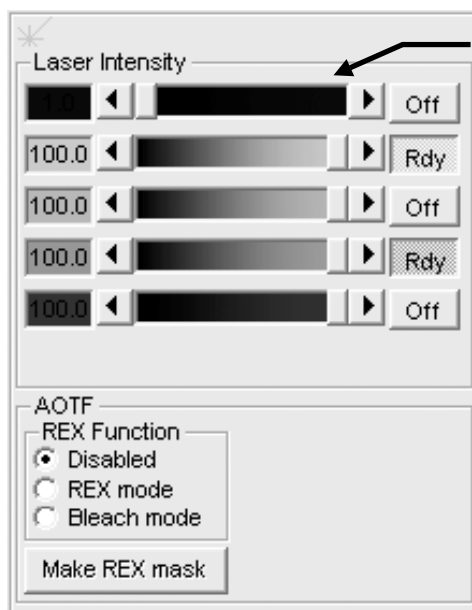 Laser Intensity
1.0 Off
100.0 Rdy
100.0 Off
100.0 Rdy
100.0 Off
AOTF
REX Function
Disabled
REX mode
Bleach mode
Make REX mask